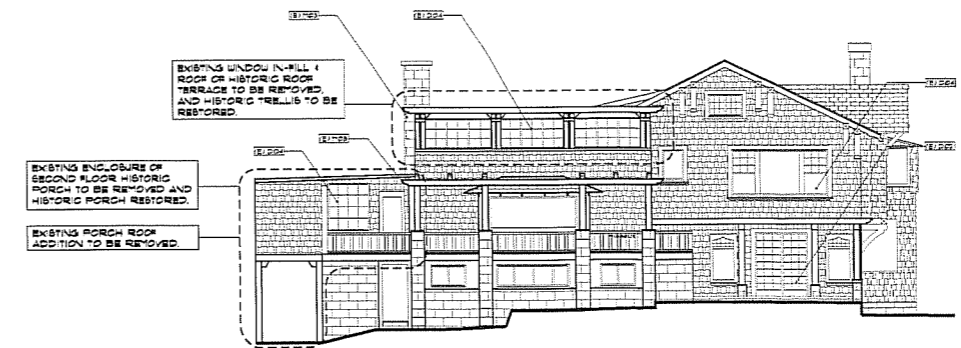 EXISTING WINDOW IN-FILL &
ROOF OF HISTORIC ROOF
TERRACE TO BE REMOVED,
AND HISTORIC TRELLIS TO BE
RESTORED.
EXISTING ENCLOSURE OF
SECOND FLOOR HISTORIC
PORCH TO BE REMOVED AND
HISTORIC PORCH RESTORED.
EXISTING PORCH ROOF
ADDITION TO BE REMOVED.